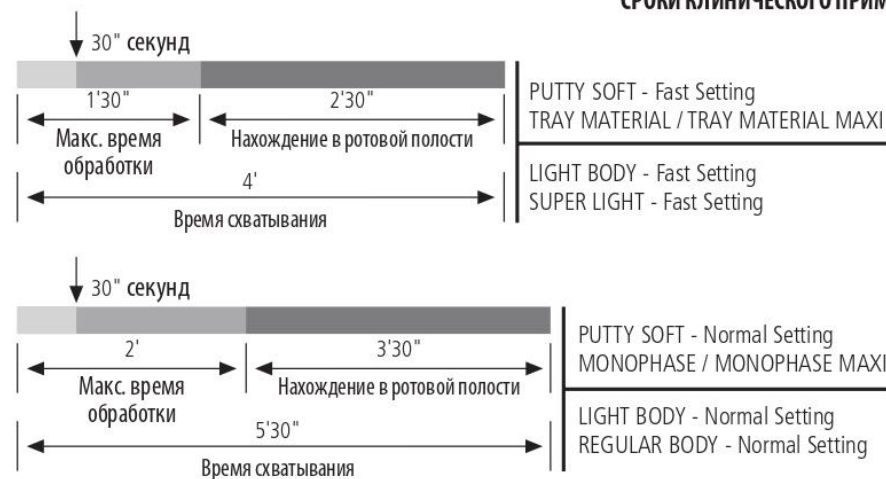 30" секунд
1'30"
2'30"
Макс. время
обработки
Нахождение в ротовой полости
4'
Время схватывания
PUTTY SOFT - Fast Setting
TRAY MATERIAL / TRAY MATERIAL MAXI
LIGHT BODY - Fast Setting
SUPER LIGHT - Fast Setting
30" секунд
2'
3'30"
Макс. время
обработки
Нахождение в ротовой полости
5'30"
Время схватывания
PUTTY SOFT - Normal Setting
MONOPHASE / MONOPHASE MAXI
LIGHT BODY - Normal Setting
REGULAR BODY - Normal Setting